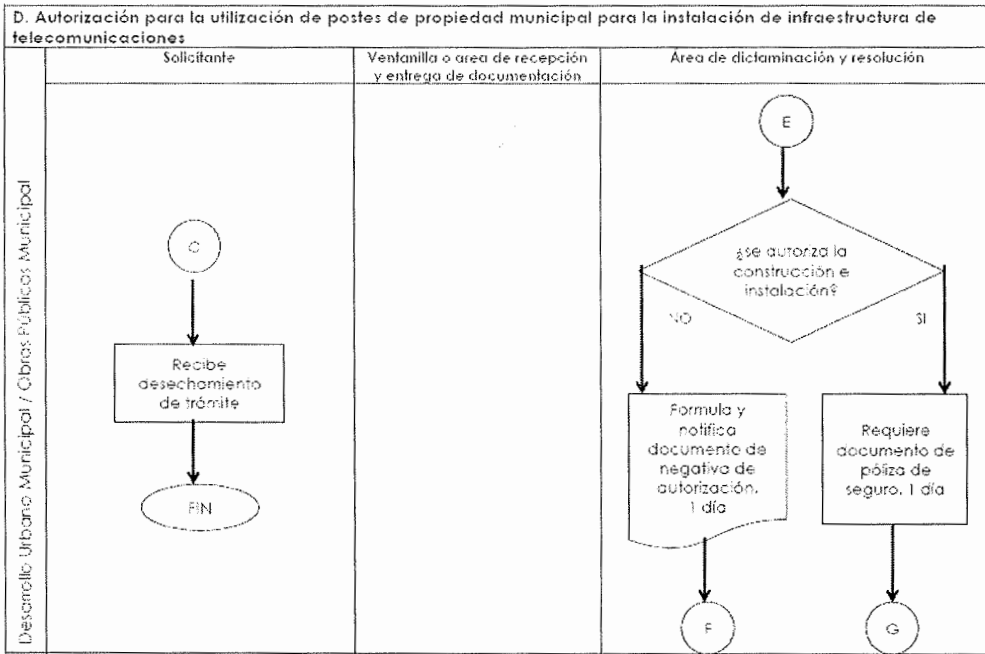 D. Autorización para la utilización de postes de propiedad municipal para la instalación de infraestructura de
telecomunicaciones
Solicitante
Ventanilla o area de recepción
y entrega de documentación
Área de dictaminación y resolución
Desarrollo Urbano Municipal / Obras Públicas Municipal
C
Recibe
desechamiento
de trámite
FIN
E
¿se autoriza la
construcción e
instalación?
NO
SI
Formula y
notifica
documento de
negativa de
autorización.
1 día
Requiere
documento de
póliza de
seguro. 1 día
F
G